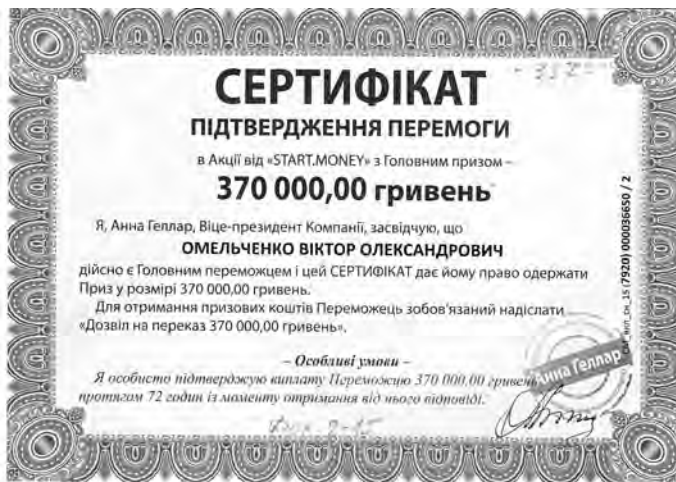 - 352 -
СЕРТИФІКАТ
ПІДТВЕРДЖЕННЯ ПЕРЕМОГИ
в Акції від «START.MONEY» з Головним призом –
370 000,00 гривень
Я, Анна Геллар, Віце-президент Компанії, засвідчую, що
ОМЕЛЬЧЕНКО ВІКТОР ОЛЕКСАНДРОВИЧ
дійсно є Головним переможцем і цей СЕРТИФІКАТ дає йому право одержати
Приз у розмірі 370 000,00 гривень.
Для отримання призових коштів Переможець зобов'язаний надіслати
«Дозвіл на переказ 370 000,00 гривень».
– Особливі умови –
Я особисто підтверджую виплату Переможцю 370 000,00 гривень
протягом 72 годин із моменту отримання від нього відповіді.
Анна Геллар
(7920) 000036650 / 2